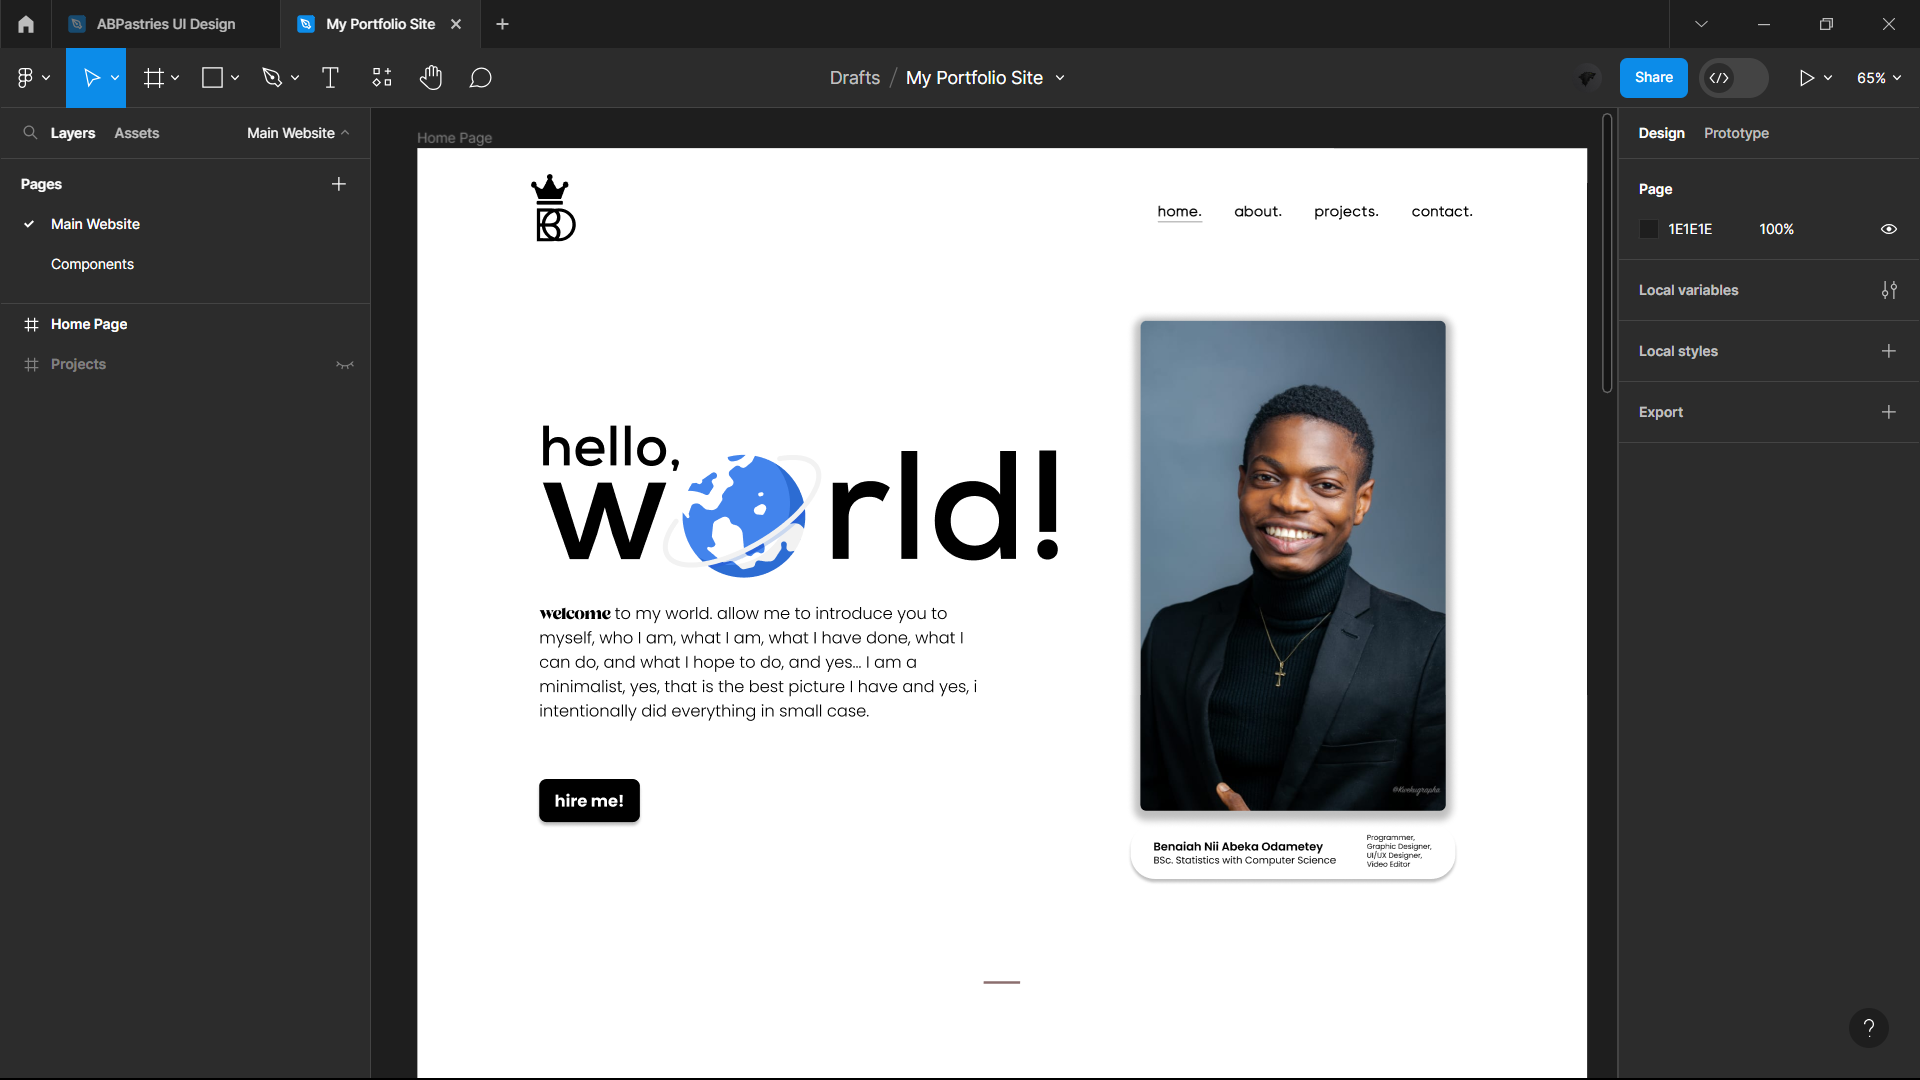 ABPastries UI Design
My Portfolio Site
Drafts / My Portfolio Site
Share
65%
Layers
Assets
Main Website
Pages
Main Website
Components
Home Page
Projects
Home Page
BO
home.
about.
projects.
contact.
hello,
w rld!
welcome to my world. allow me to introduce you to
myself, who I am, what I am, what I have done, what I
can do, and what I hope to do, and yes... I am a
minimalist, yes, that is the best picture I have and yes, i
intentionally did everything in small case.
hire me!
Benaiah Nii Abeka Odametey
BSc. Statistics with Computer Science
Programmer,
Graphic Designer,
UI/UX Designer,
Video Editor
Design
Prototype
Page
1E1E1E
100%
Local variables
Local styles
Export
?